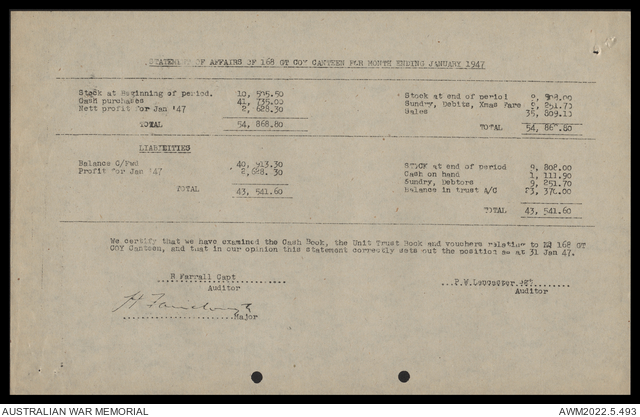 STATEMENT OF AFFAIRS OF 168 GT COY CANTEEN FOR MONTH ENDING JANUARY 1947
Stock at Beginning of period. 10, 505.50
Cash purchases 41, 735.00
Nett profit for Jan '47 2, 628.30
TOTAL 54, 868.80
Stock at end of period 9, 808.00
Sundry, Debits, Xmas Fare 9, 251.70
Sales 35, 809.10
TOTAL 54, 868.80
LIABILITIES
Balance C/Fwd 40, 913.30
Profit for Jan '47 2, 628. 30
TOTAL 43, 541.60
STOCK at end of period 9, 808.00
Cash on hand 1, 111.90
Sundry, Debtors 9, 251.70
Balance in trust A/C 23, 370.00
TOTAL 43, 541.60
We certify that we have examined the Cash Book, the Unit Trust Book and vouchers relating to 168 GT
COY Canteen, and that in our opinion this statement correctly sets out the position as at 31 Jan 47.
H Farrall Capt
Auditor
P.W.Lancaster
Auditor
Major
AUSTRALIAN WAR MEMORIAL
AWM2022.5.493